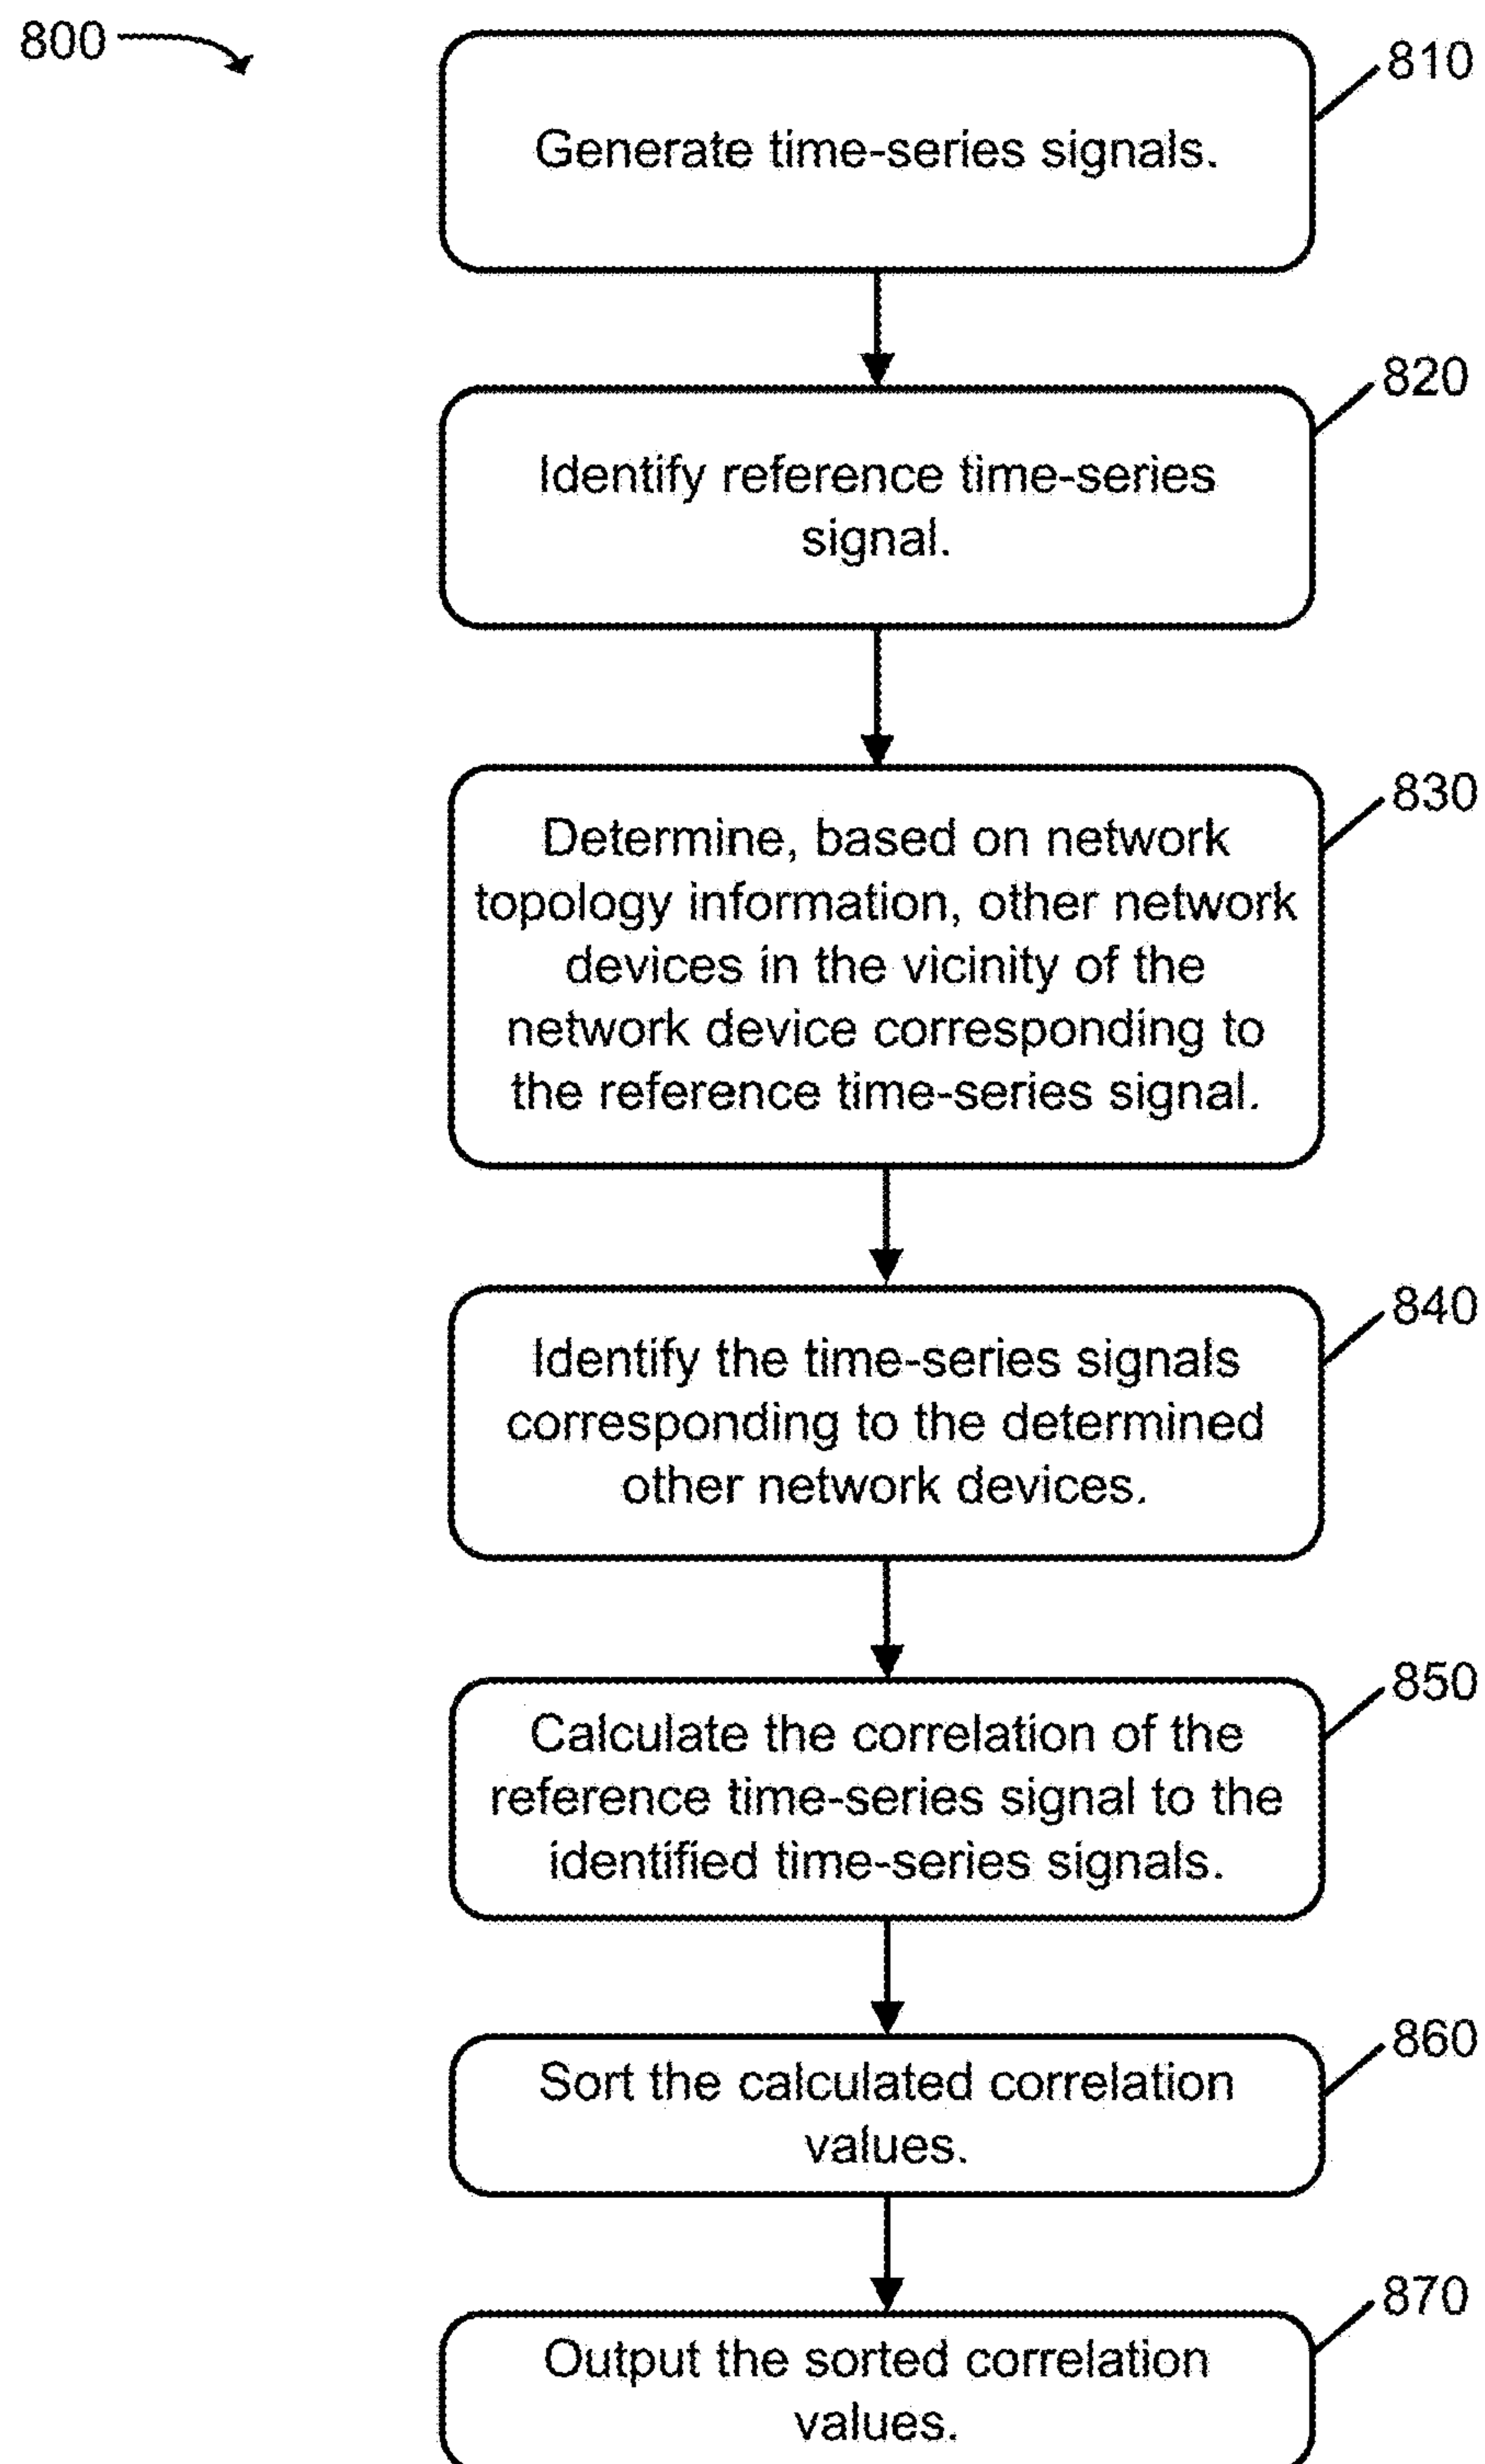 800
810
Generate time-series signals.
820
Identify reference time-series
signal.
830
Determine, based on network
topology information, other network
devices in the vicinity of the
network device corresponding to
the reference time-series signal.
840
Identify the time-series signals
corresponding to the determined
other network devices.
850
Calculate the correlation of the
reference time-series signal to the
identified time-series signals.
860
Sort the calculated correlation
values.
870
Output the sorted correlation
values.